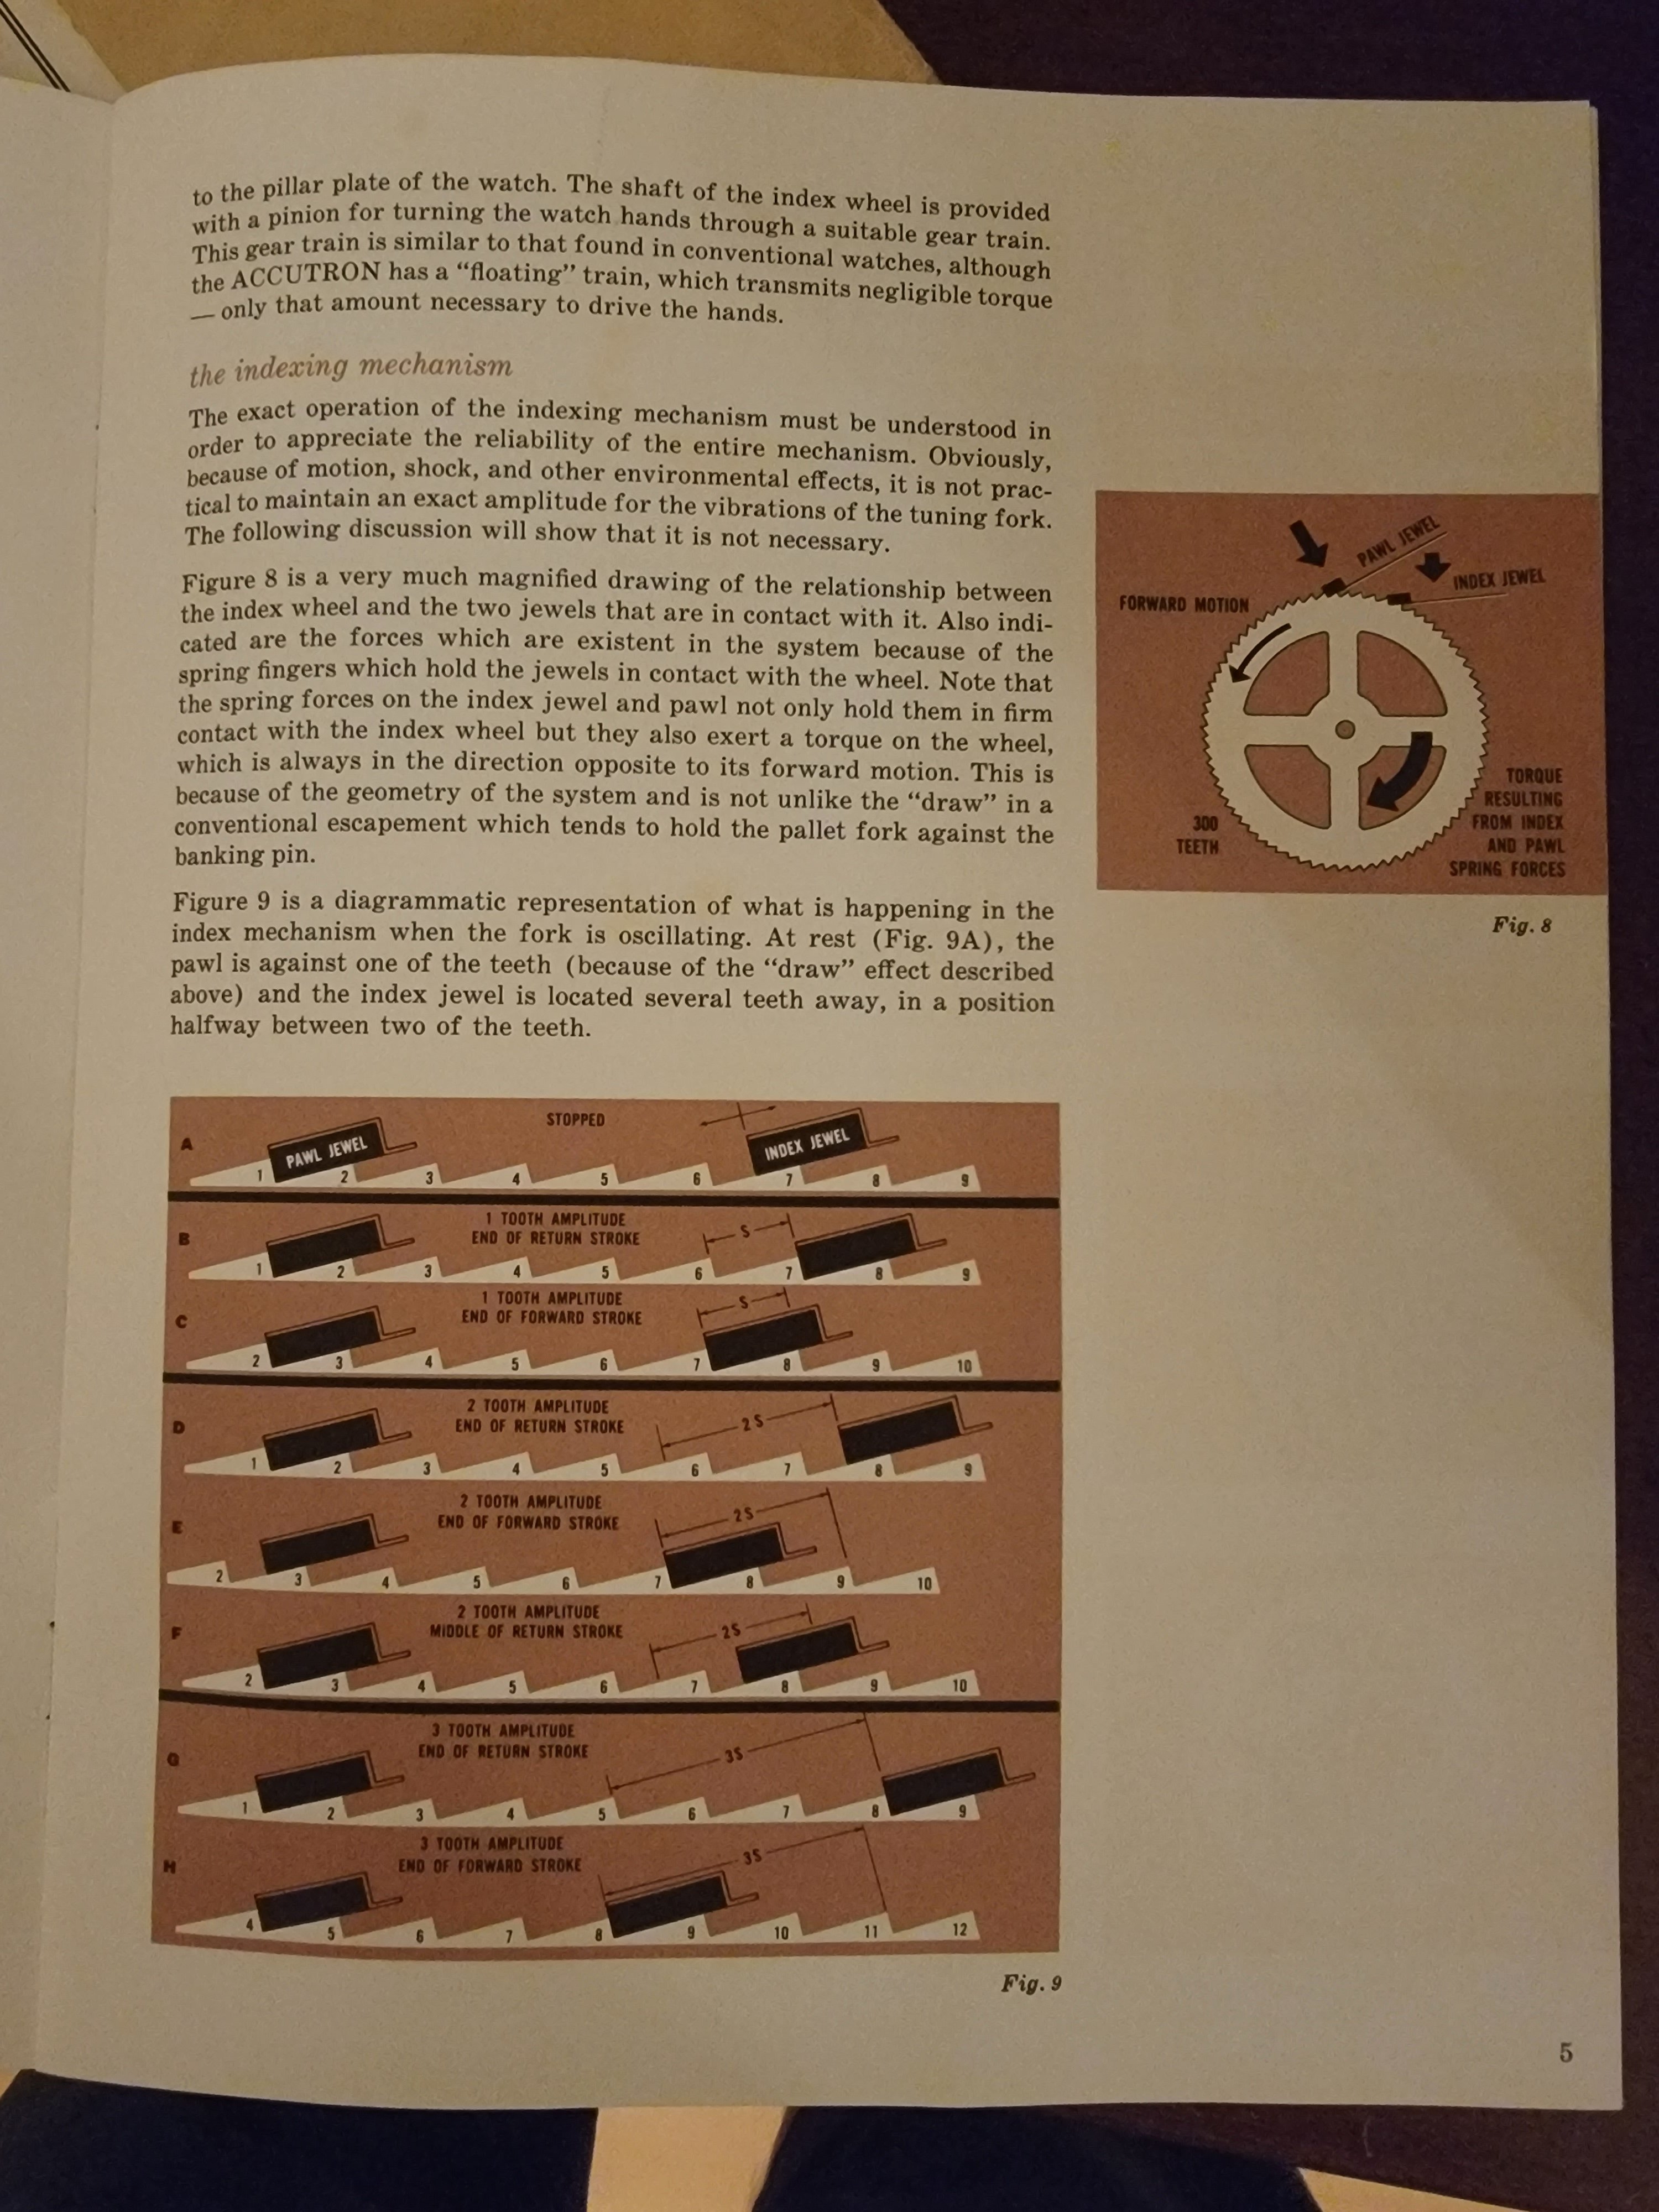 to the pillar plate of the watch. The shaft of the index wheel is provided
with a pinion for turning the watch hands through a suitable gear train.
This gear train is similar to that found in conventional watches, although
the ACCUTRON has a “floating” train, which transmits negligible torque
— only that amount necessary to drive the hands.
the indexing mechanism
The exact operation of the indexing mechanism must be understood in
order to appreciate the reliability of the entire mechanism. Obviously,
because of motion, shock, and other environmental effects, it is not prac-
tical to maintain an exact amplitude for the vibrations of the tuning fork.
The following discussion will show that it is not necessary.
Figure 8 is a very much magnified drawing of the relationship between
the index wheel and the two jewels that are in contact with it. Also indi-
cated are the forces which are existent in the system because of the
spring fingers which hold the jewels in contact with the wheel. Note that
the spring forces on the index jewel and pawl not only hold them in firm
contact with the index wheel but they also exert a torque on the wheel,
which is always in the direction opposite to its forward motion. This is
because of the geometry of the system and is not unlike the “draw” in a
conventional escapement which tends to hold the pallet fork against the
banking pin.
Figure 9 is a diagrammatic representation of what is happening in the
index mechanism when the fork is oscillating. At rest (Fig. 9A), the
pawl is against one of the teeth (because of the “draw” effect described
above) and the index jewel is located several teeth away, in a position
halfway between two of the teeth.
PAWL JEWEL
INDEX JEWEL
FORWARD MOTION
300
TEETH
TORQUE
RESULTING
FROM INDEX
AND PAWL
SPRING FORCES
Fig. 8
A
STOPPED
PAWL JEWEL
INDEX JEWEL
1 2 3 4 5 6 7 8 9
B
1 TOOTH AMPLITUDE
END OF RETURN STROKE
S
1 2 3 4 5 6 7 8 9
C
1 TOOTH AMPLITUDE
END OF FORWARD STROKE
S
2 3 4 5 6 7 8 9 10
D
2 TOOTH AMPLITUDE
END OF RETURN STROKE
2S
1 2 3 4 5 6 7 8 9
E
2 TOOTH AMPLITUDE
END OF FORWARD STROKE
2S
2 3 4 5 6 7 8 9 10
F
2 TOOTH AMPLITUDE
MIDDLE OF RETURN STROKE
2S
2 3 4 5 6 7 8 9 10
G
3 TOOTH AMPLITUDE
END OF RETURN STROKE
3S
1 2 3 4 5 6 7 8 9
H
3 TOOTH AMPLITUDE
END OF FORWARD STROKE
3S
4 5 6 7 8 9 10 11 12
Fig. 9
5